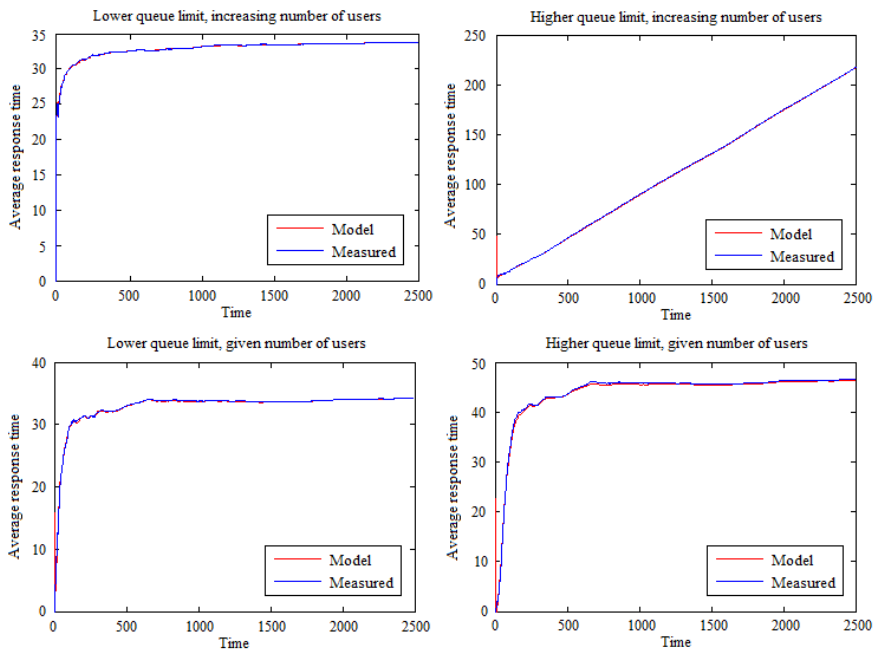 Lower queue limit, increasing number of users
35
30
25
20
15
10
5
0
Average response time
0 500 1000 1500 2000 2500
Time
Model
Measured
Higher queue limit, increasing number of users
250
200
150
100
50
0
Average response time
0 500 1000 1500 2000 2500
Time
Model
Measured
Lower queue limit, given number of users
40
30
20
10
0
Average response time
0 500 1000 1500 2000 2500
Time
Model
Measured
Higher queue limit, given number of users
50
40
30
20
10
0
Average response time
0 500 1000 1500 2000 2500
Time
Model
Measured